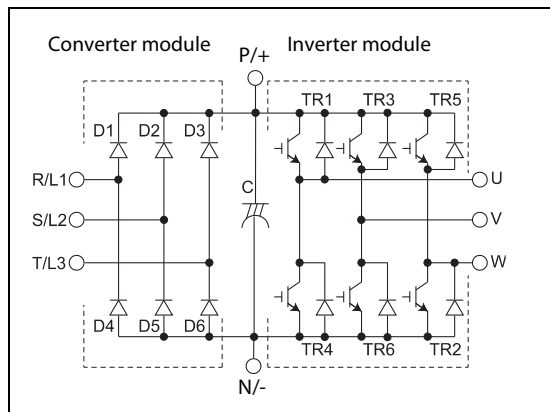 Converter module
P/+
Inverter module
D1
D2
D3
TR1
TR3
TR5
R/L1
S/L2
T/L3
C
U
V
W
D4
D5
D6
TR4
TR6
TR2
N/-